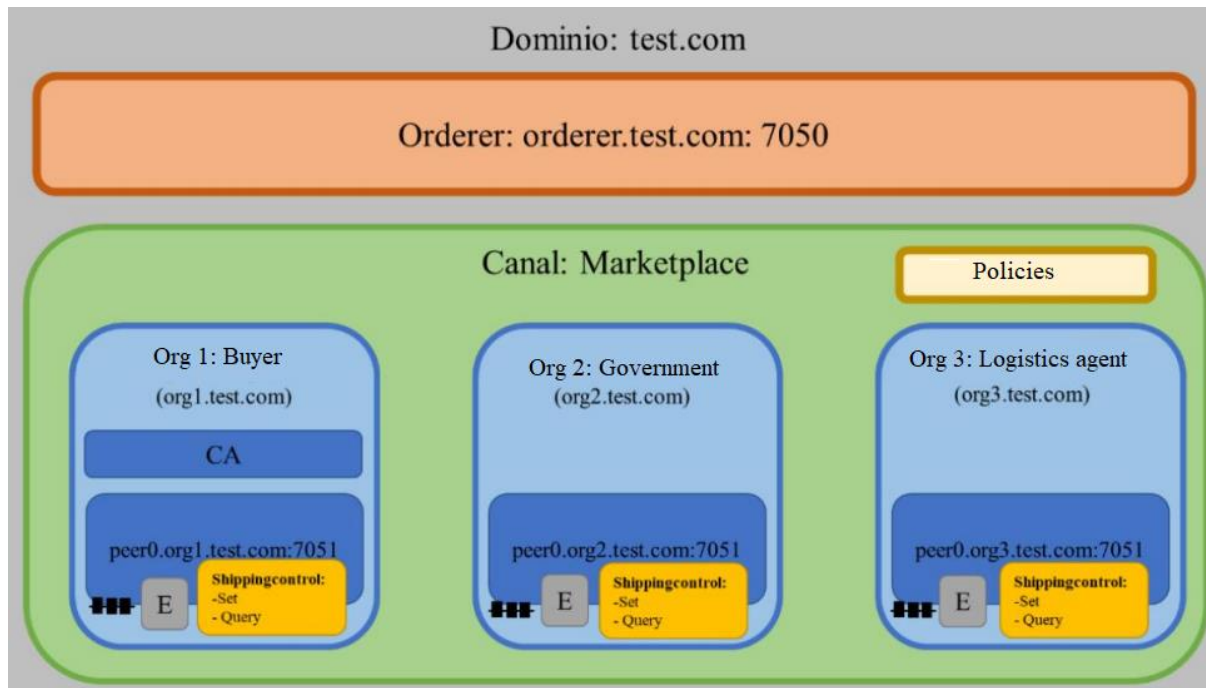 Dominio: test.com
Orderer: orderer.test.com: 7050
Canal: Marketplace
Policies
Org 1: Buyer
(org1.test.com)
CA
peer0.org1.test.com:7051
E
Shippingcontrol:
-Set
- Query
Org 2: Government
(org2.test.com)
peer0.org2.test.com:7051
E
Shippingcontrol:
-Set
- Query
Org 3: Logistics agent
(org3.test.com)
peer0.org3.test.com:7051
E
Shippingcontrol:
-Set
- Query